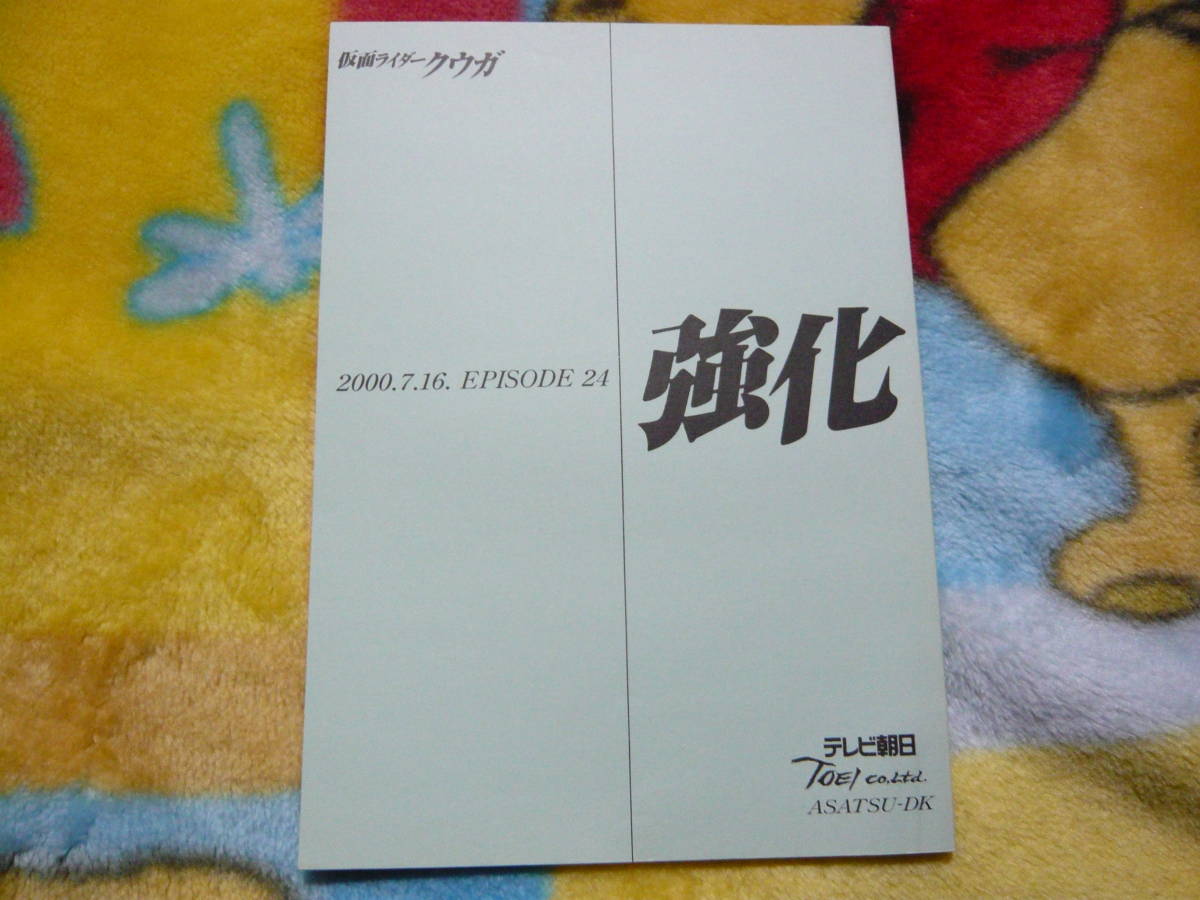 仮面ライダークウガ
2000.7.16. EPISODE 24
強化
テレビ朝日
TOEI CO.,Ltd.
ASATSU-DK